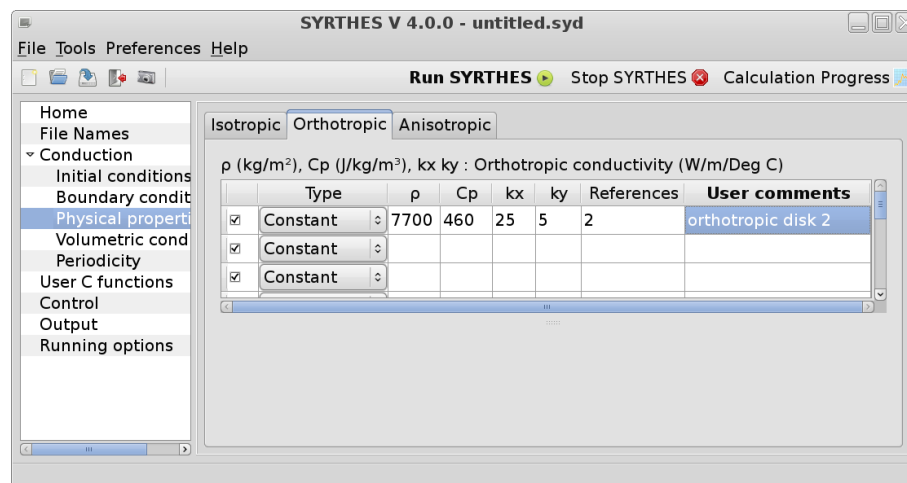 SYRTHES V 4.0.0 - untitled.syd
File Tools Preferences Help
Run SYRTHES Stop SYRTHES Calculation Progress
Home
File Names
Conduction
Initial conditions
Boundary condit
Physical properti
Volumetric cond
Periodicity
User C functions
Control
Output
Running options
Isotropic Orthotropic Anisotropic
ρ (kg/m²), Cp (J/kg/m³), kx ky : Orthotropic conductivity (W/m/Deg C)
Type ρ Cp kx ky References User comments
Constant 7700 460 25 5 2 orthotropic disk 2
Constant
Constant